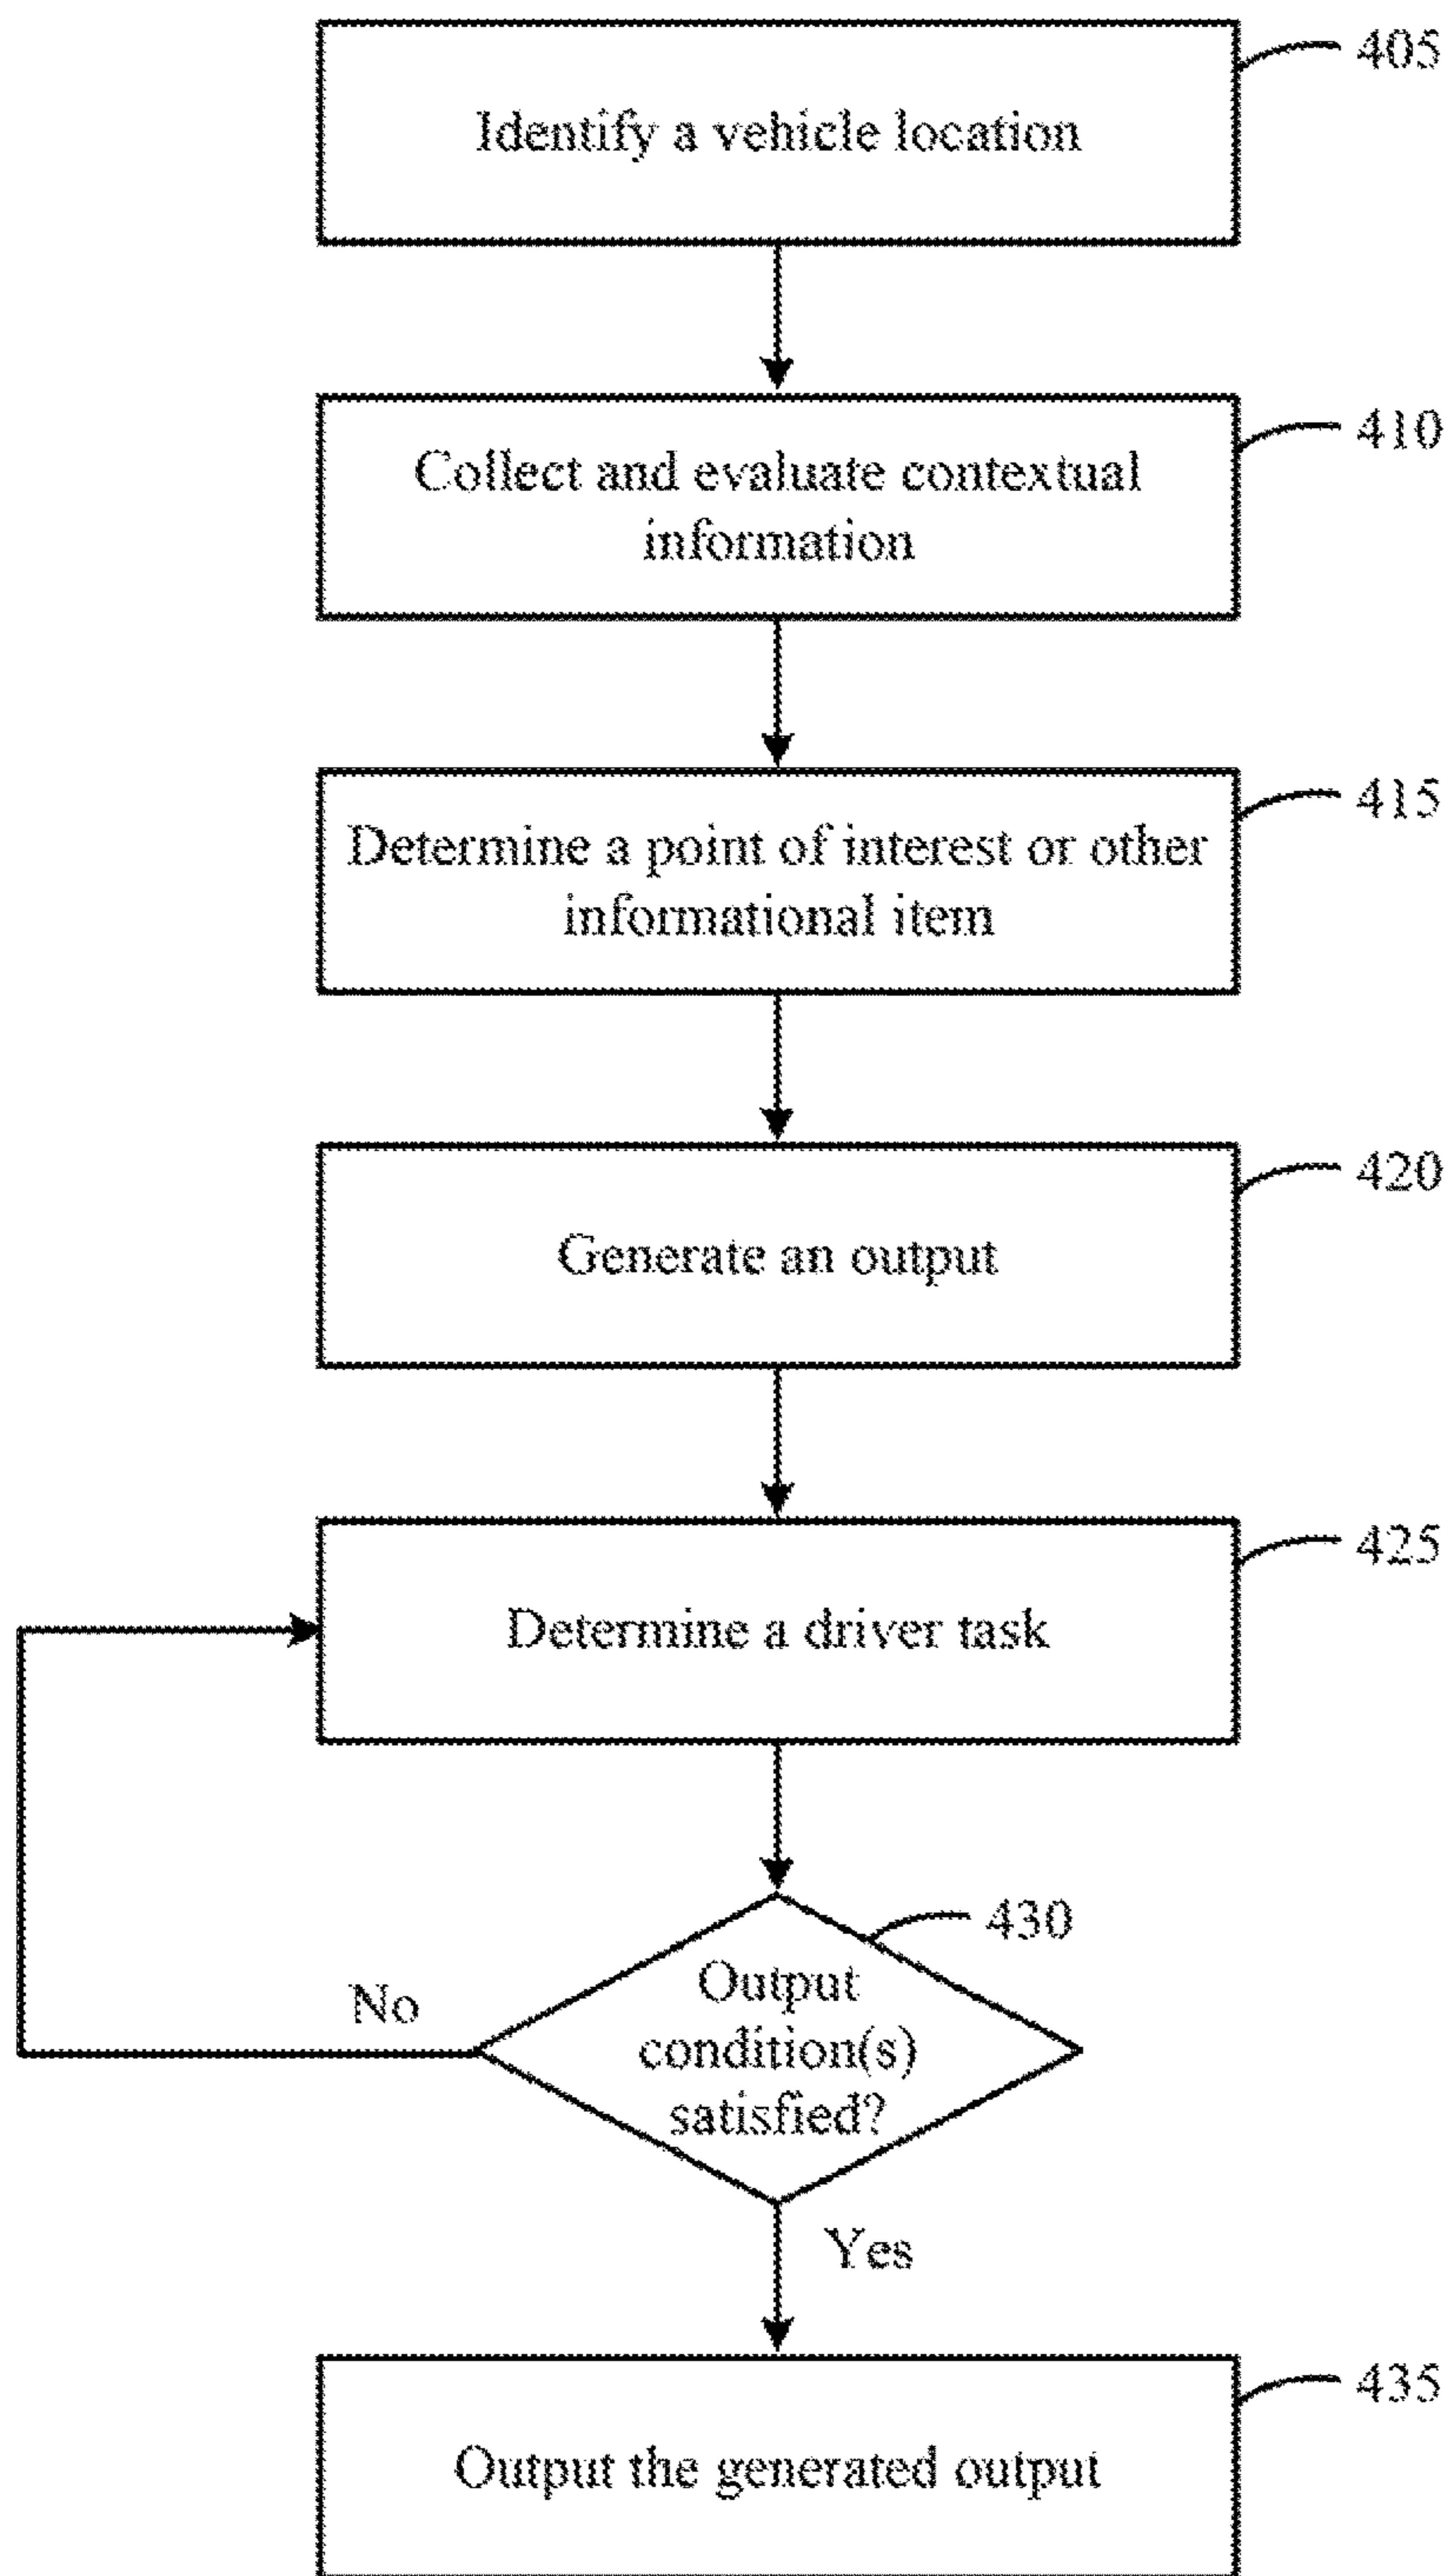 405
Identify a vehicle location
410
Collect and evaluate contextual
information
415
Determine a point of interest or other
informational item
420
Generate an output
425
Determine a driver task
430
Output
condition(s)
satisfied?
No
Yes
435
Output the generated output